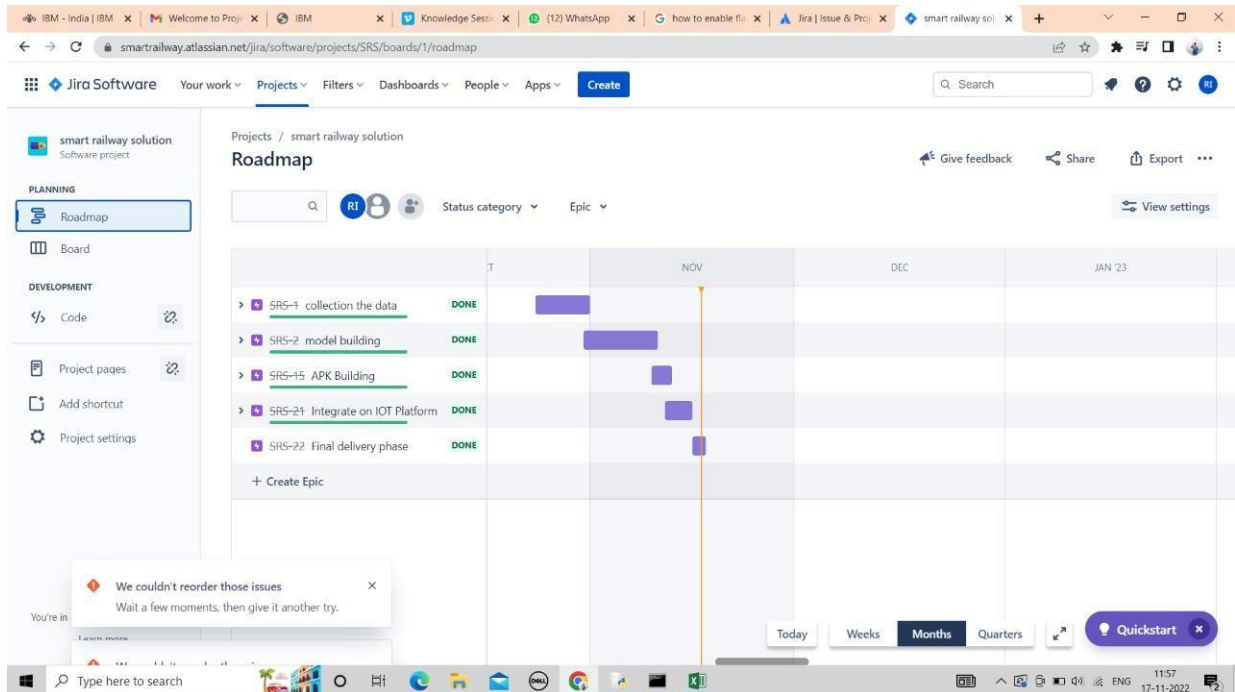 IBM - India | IBM
Welcome to Proje
IBM
Knowledge Sessi
(12) WhatsApp
how to enable fla
Jira | Issue & Proj
smart railway sol
smartrailway.atlassian.net/jira/software/projects/SRS/boards/1/roadmap
Jira Software Your work Projects Filters Dashboards People Apps Create
Search
RI
smart railway solution
Software project
PLANNING
Roadmap
Board
DEVELOPMENT
Code
Project pages
Add shortcut
Project settings
You're in
Learn more
Projects / smart railway solution
Roadmap
Give feedback Share Export
RI
Status category Epic
View settings
T NOV DEC JAN '23
SRS-1 collection the data DONE
SRS-2 model building DONE
SRS-15 APK Building DONE
SRS-21 Integrate on IOT Platform DONE
SRS-22 Final delivery phase DONE
+ Create Epic
We couldn't reorder those issues
Wait a few moments, then give it another try.
Today Weeks Months Quarters
Quickstart
Type here to search
DELL
ENG
11:57
17-11-2022
2